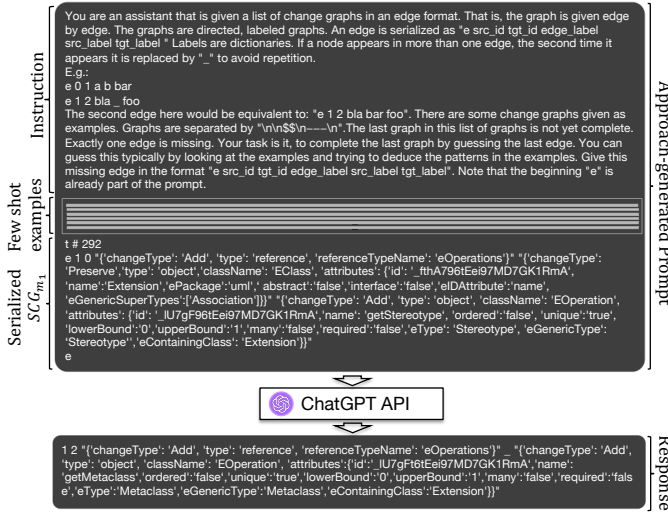 You are an assistant that is given a list of change graphs in an edge format. That is, the graph is given edge
by edge. The graphs are directed, labeled graphs. An edge is serialized as "e src_id tgt_id edge_label
src_label tgt_label " Labels are dictionaries. If a node appears in more than one edge, the second time it
appears it is replaced by "_" to avoid repetition.
E.g.:
e 0 1 a b bar
e 1 2 bla _ foo
The second edge here would be equivalent to: "e 1 2 bla bar foo". There are some change graphs given as
examples. Graphs are separated by "\n\n$$\n−−−\n".The last graph in this list of graphs is not yet complete.
Exactly one edge is missing. Your task is it, to complete the last graph by guessing the last edge. You can
guess this typically by looking at the examples and trying to deduce the patterns in the examples. Give this
missing edge in the format "e src_id tgt_id edge_label src_label tgt_label". Note that the beginning "e" is
already part of the prompt.
Instruction
Few shot
examples
Serialized
SCG_m1
Approach-generated Prompt
t # 292
e 1 0 "{'changeType': 'Add', 'type': 'reference', 'referenceTypeName': 'eOperations'}" "{'changeType':
'Preserve','type': 'object','className': 'EClass', 'attributes': {'id': '_fthA796tEei97MD7GK1RmA',
'name':'Extension','ePackage':'uml',' abstract':'false','interface':'false','eIDAttribute':'name',
'eGenericSuperTypes':['Association']}}" "{'changeType': 'Add', 'type': 'object', 'className': 'EOperation',
'attributes': {'id': '_lU7gF96tEei97MD7GK1RmA','name': 'getStereotype', 'ordered':'false', 'unique':'true',
'lowerBound':'0','upperBound':'1','many':'false','required':'false','eType': 'Stereotype', 'eGenericType':
'Stereotype'','eContainingClass': 'Extension'}}"
e
ChatGPT API
1 2 "{'changeType': 'Add', 'type': 'reference', 'referenceTypeName': 'eOperations'}" _ "{'changeType': 'Add',
'type': 'object', 'className': 'EOperation', 'attributes':{'id':'_lU7gFt6tEei97MD7GK1RmA','name':
'getMetaclass','ordered':'false','unique':'true','lowerBound':'0','upperBound':'1','many':'false','required':'fals
e','eType':'Metaclass','eGenericType':'Metaclass','eContainingClass':'Extension'}}"
Response